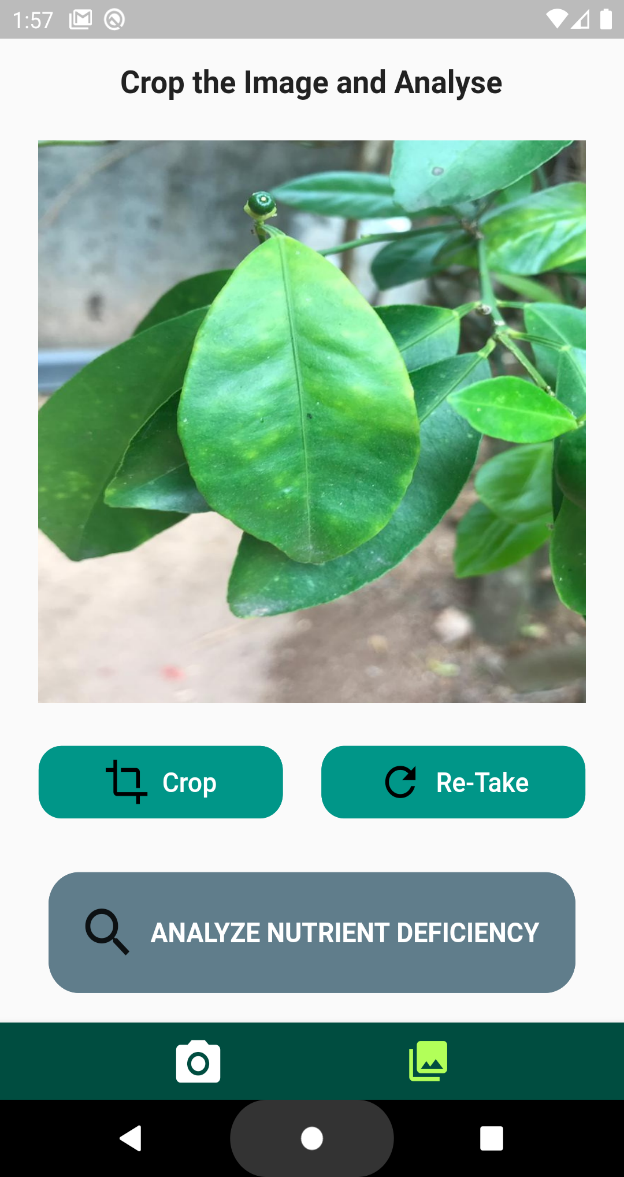 1:57
Crop the Image and Analyse
Crop
Re-Take
ANALYZE NUTRIENT DEFICIENCY